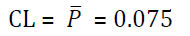 CL = P̅ = 0.075